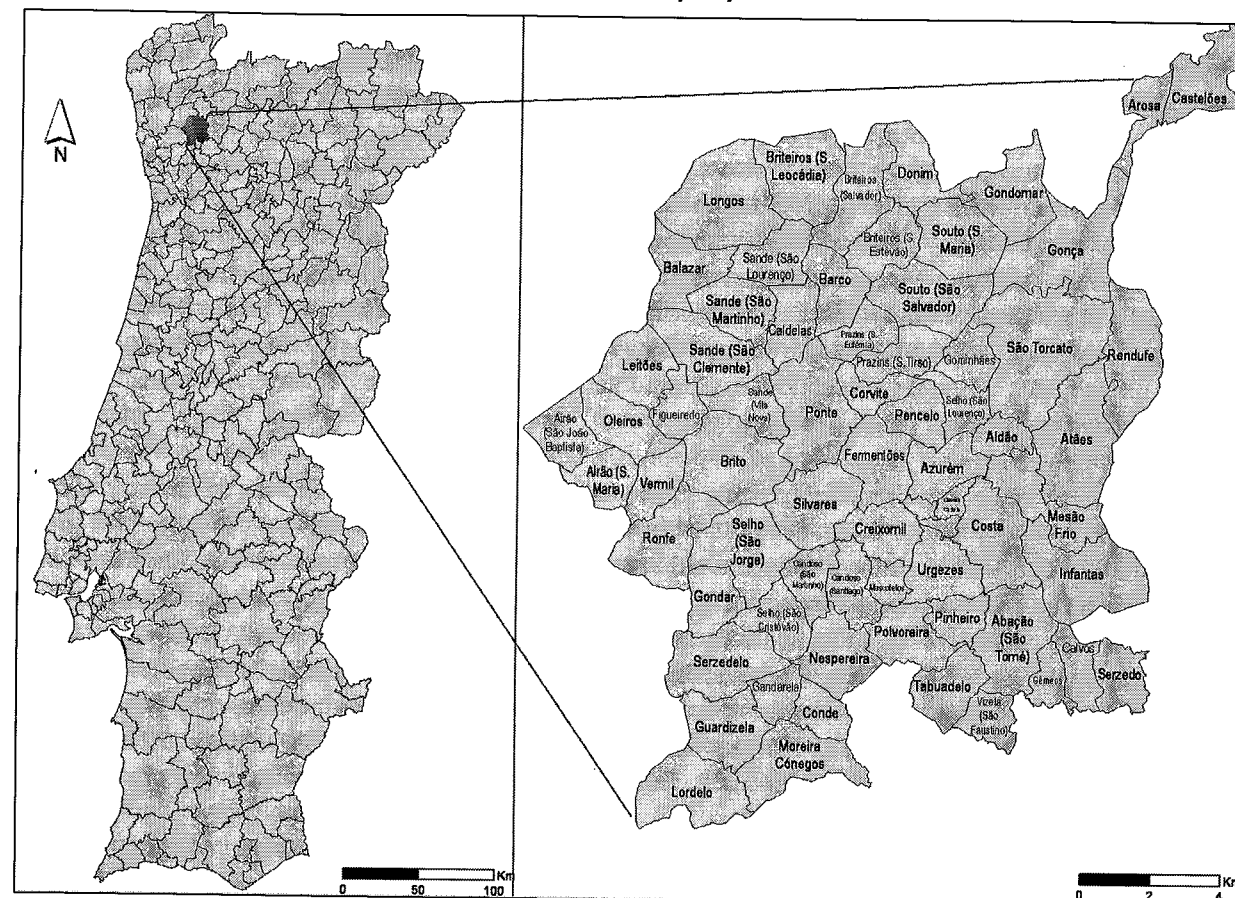 N
Km
0 50 100
Arosa
Castelões
Briteiros (S.
Leocádia)
Briteiros
(Salvador)
Donim
Longos
Gondomar
Briteiros (S.
Estevão)
Souto (S.
Maria)
Gonça
Balazar
Sande (São
Lourenço)
Barco
Sande (São
Martinho)
Souto (São
Salvador)
Caldelas
Prazins (S.
Eufémia)
São Torcato
Rendufe
Leitões
Sande (São
Clemente)
Prazins (S. Tirso)
Gominhães
Sande
(Vila
Nova)
Corvite
Selho (São
Lourenço)
Ponte
Pencelo
Airão
(São João
Baptista)
Oleiros
Figueiredo
Aldão
Atães
Airão (S.
Maria)
Vermil
Brito
Fermentões
Azurém
Silvares
Mesão
Frio
Ronfe
Selho
(São
Jorge)
Creixomil
Costa
Candoso
(São
Martinho)
Candoso
(Santiago)
Mascotelos
Urgezes
Infantas
Gondar
Selho (São
Cristóvão)
Polvoreira
Pinheiro
Abação
(São
Tomé)
Serzedelo
Nespereira
Calvos
Serzedo
Gandarela
Tabuadelo
Gémeos
Guardizela
Conde
Vizela
(São
Faustino)
Moreira
Cónegos
Lordelo
Km
0 2 4